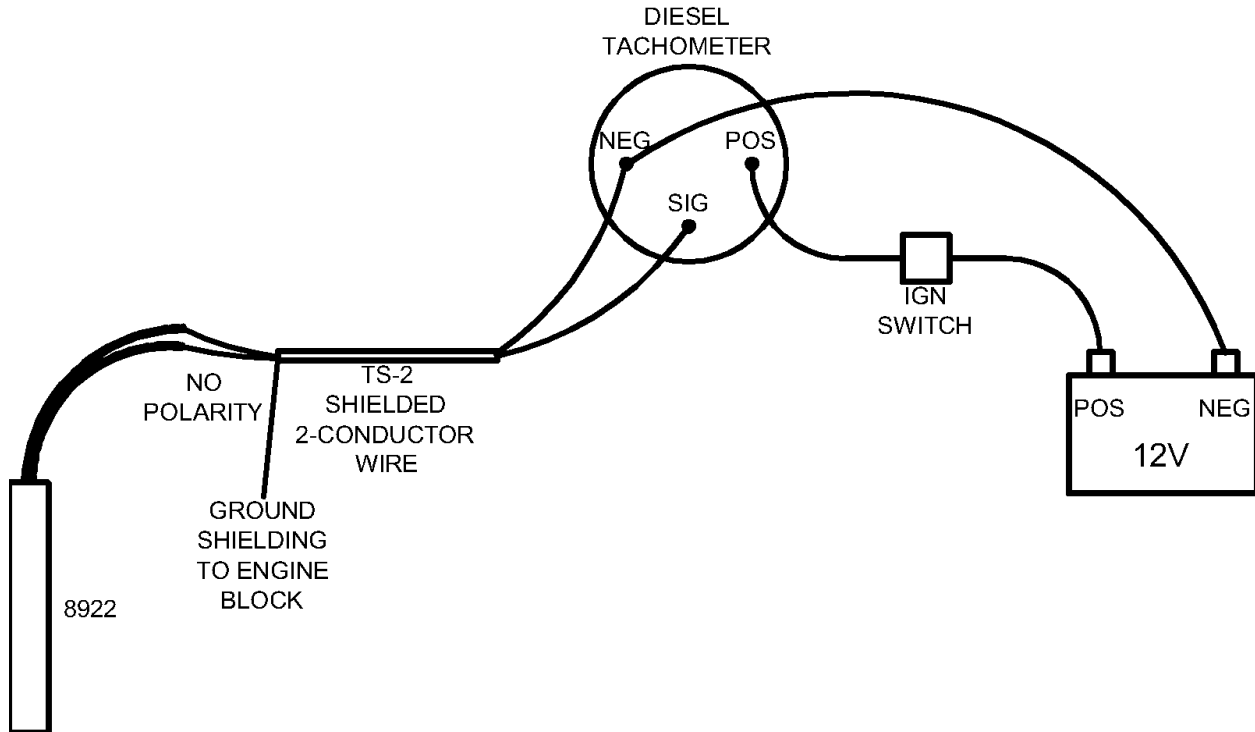 DIESEL
TACHOMETER
NEG
POS
SIG
IGN
SWITCH
NO
POLARITY
TS-2
SHIELDED
2-CONDUCTOR
WIRE
POS
NEG
12V
GROUND
SHIELDING
TO ENGINE
BLOCK
8922